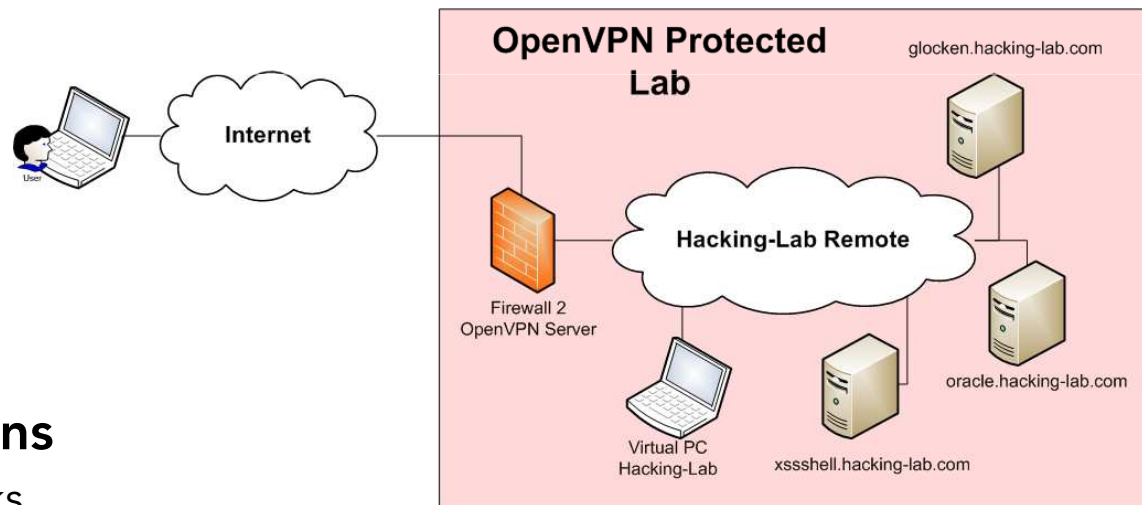 OpenVPN Protected
Lab
glocken.hacking-lab.com
Internet
User
Hacking-Lab Remote
Firewall 2
OpenVPN Server
oracle.hacking-lab.com
Virtual PC
Hacking-Lab
xssshell.hacking-lab.com
ns
ks